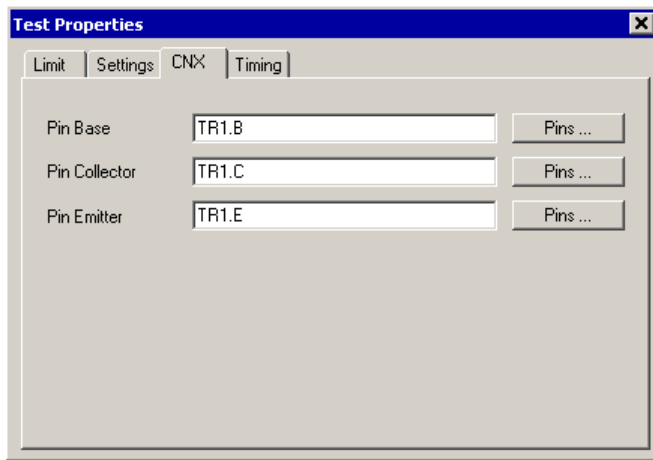 Test Properties
Limit Settings CNX Timing
Pin Base TR1.B Pins ...
Pin Collector TR1.C Pins ...
Pin Emitter TR1.E Pins ...